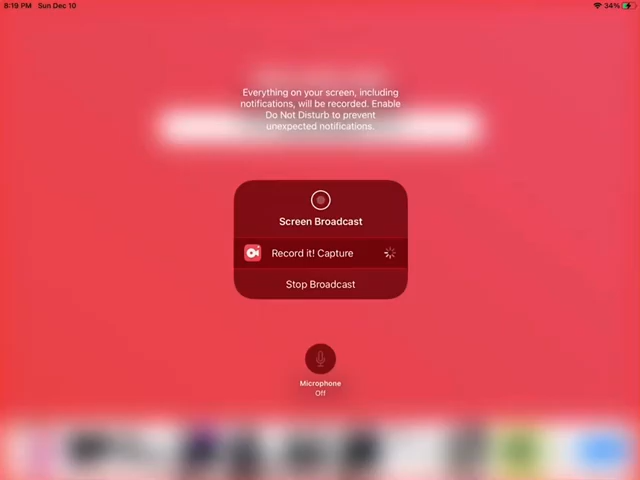 8:19 PM Sun Dec 10 34%
Everything on your screen, including
notifications, will be recorded. Enable
Do Not Disturb to prevent
unexpected notifications.
Screen Broadcast
Record it! Capture
Stop Broadcast
Microphone
Off